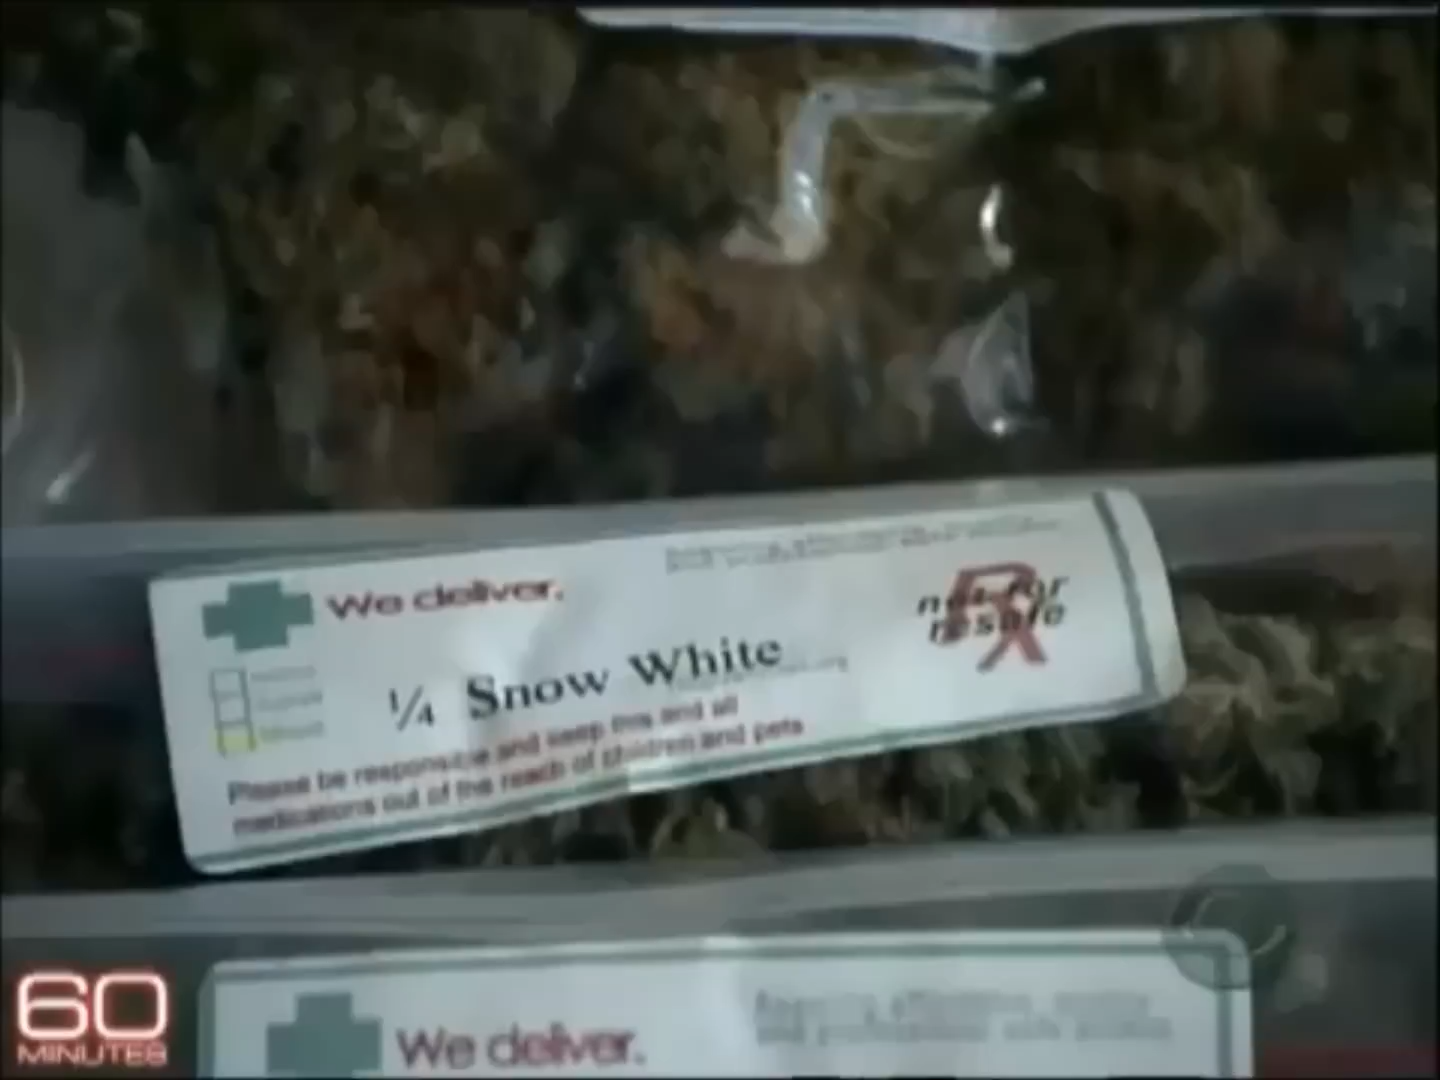 We deliver.
not for
resale
Rx
1/4 Snow White
Please be responsible and keep this and all
medications out of the reach of children and pets
We deliver.
60
MINUTES